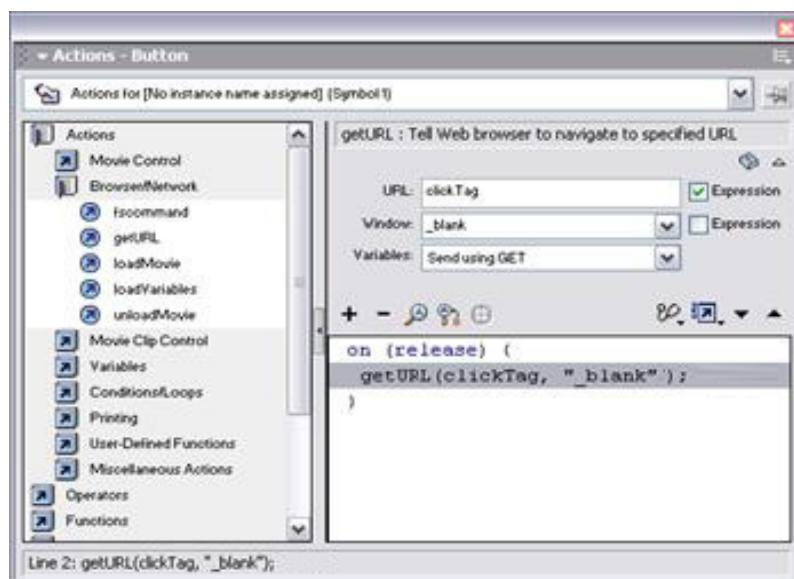 Actions - Button
Actions for [No instance name assigned] (Symbol 1)
Actions
Movie Control
Browser/Network
fscommand
getURL
loadMovie
loadVariables
unloadMovie
Movie Clip Control
Variables
Conditions/Loops
Printing
User-Defined Functions
Miscellaneous Actions
Operators
Functions
getURL : Tell Web browser to navigate to specified URL
URL: clickTag Expression
Window: _blank Expression
Variables: Send using GET
on (release) {
getURL(clickTag, "_blank");
}
Line 2: getURL(clickTag, "_blank");